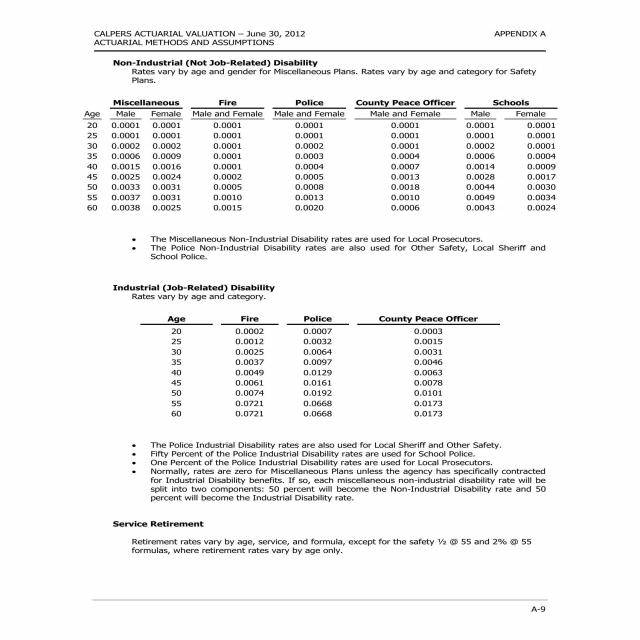 CALPERS ACTUARIAL VALUATION – June 30, 2012 APPENDIX A
ACTUARIAL METHODS AND ASSUMPTIONS
Non-Industrial (Not Job-Related) Disability
Rates vary by age and gender for Miscellaneous Plans. Rates vary by age and category for Safety
Plans.
Miscellaneous Fire Police County Peace Officer Schools
Age Male Female Male and Female Male and Female Male and Female Male Female
20 0.0001 0.0001 0.0001 0.0001 0.0001 0.0001 0.0001
25 0.0001 0.0001 0.0001 0.0001 0.0001 0.0001 0.0001
30 0.0002 0.0002 0.0001 0.0002 0.0001 0.0002 0.0001
35 0.0006 0.0009 0.0001 0.0003 0.0004 0.0006 0.0004
40 0.0015 0.0016 0.0001 0.0004 0.0007 0.0014 0.0009
45 0.0025 0.0024 0.0002 0.0005 0.0013 0.0028 0.0017
50 0.0033 0.0031 0.0005 0.0008 0.0018 0.0044 0.0030
55 0.0037 0.0031 0.0010 0.0013 0.0010 0.0049 0.0034
60 0.0038 0.0025 0.0015 0.0020 0.0006 0.0043 0.0024
• The Miscellaneous Non-Industrial Disability rates are used for Local Prosecutors.
• The Police Non-Industrial Disability rates are also used for Other Safety, Local Sheriff and
School Police.
Industrial (Job-Related) Disability
Rates vary by age and category.
Age Fire Police County Peace Officer
20 0.0002 0.0007 0.0003
25 0.0012 0.0032 0.0015
30 0.0025 0.0064 0.0031
35 0.0037 0.0097 0.0046
40 0.0049 0.0129 0.0063
45 0.0061 0.0161 0.0078
50 0.0074 0.0192 0.0101
55 0.0721 0.0668 0.0173
60 0.0721 0.0668 0.0173
• The Police Industrial Disability rates are also used for Local Sheriff and Other Safety.
• Fifty Percent of the Police Industrial Disability rates are used for School Police.
• One Percent of the Police Industrial Disability rates are used for Local Prosecutors.
• Normally, rates are zero for Miscellaneous Plans unless the agency has specifically contracted
for Industrial Disability benefits. If so, each miscellaneous non-industrial disability rate will be
split into two components: 50 percent will become the Non-Industrial Disability rate and 50
percent will become the Industrial Disability rate.
Service Retirement
Retirement rates vary by age, service, and formula, except for the safety ½ @ 55 and 2% @ 55
formulas, where retirement rates vary by age only.
A-9